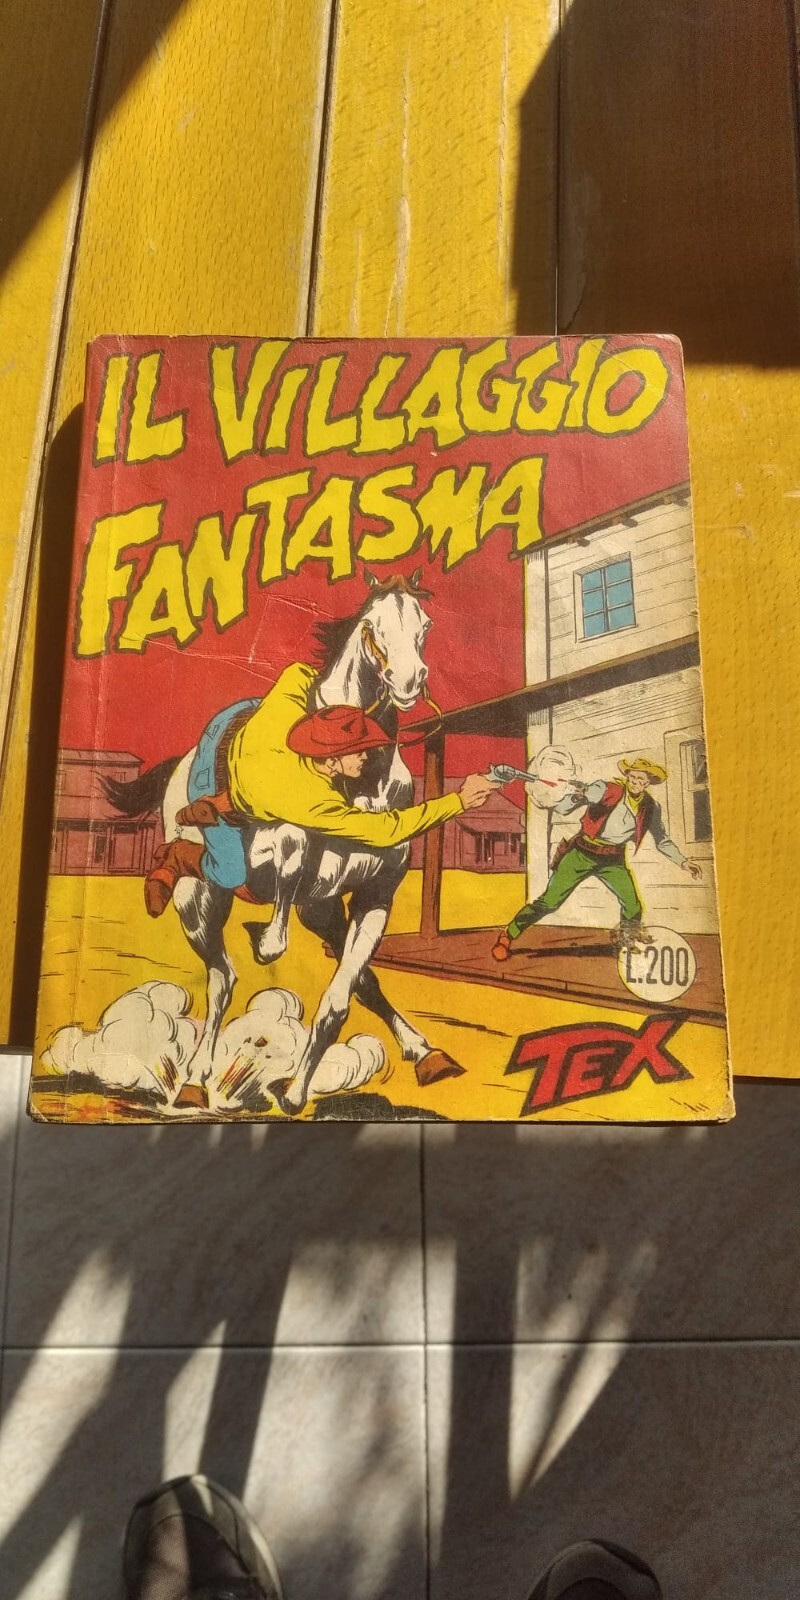 IL VILLAGGIO
FANTASMA
L.200
TEX